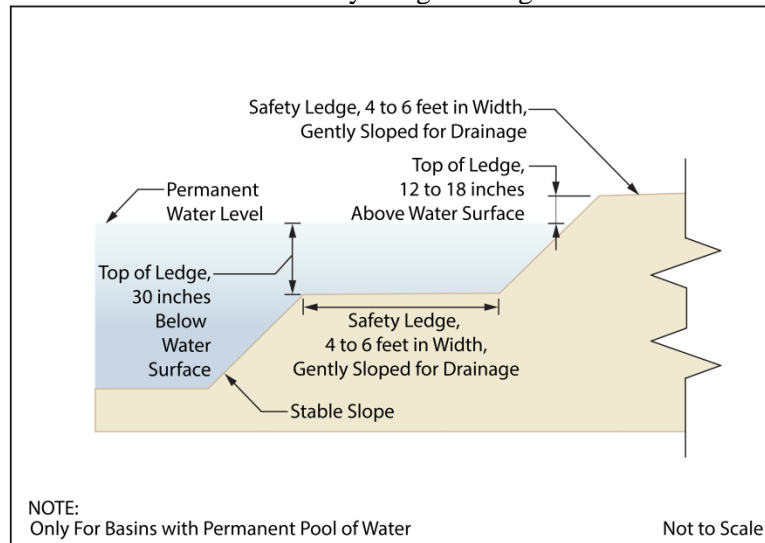 Safety Ledge, 4 to 6 feet in Width,
Gently Sloped for Drainage
Top of Ledge,
12 to 18 inches
Above Water Surface
Permanent
Water Level
Top of Ledge,
30 inches
Below
Water
Surface
Safety Ledge,
4 to 6 feet in Width,
Gently Sloped for Drainage
Stable Slope
NOTE:
Only For Basins with Permanent Pool of Water
Not to Scale